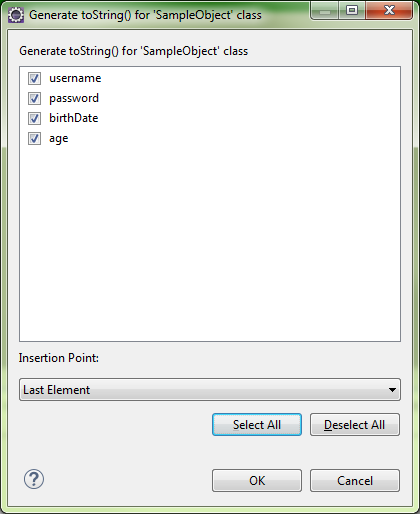 Generate toString() for 'SampleObject' class
Generate toString() for 'SampleObject' class
username
password
birthDate
age
Insertion Point:
Last Element
Select All
Deselect All
?
OK
Cancel